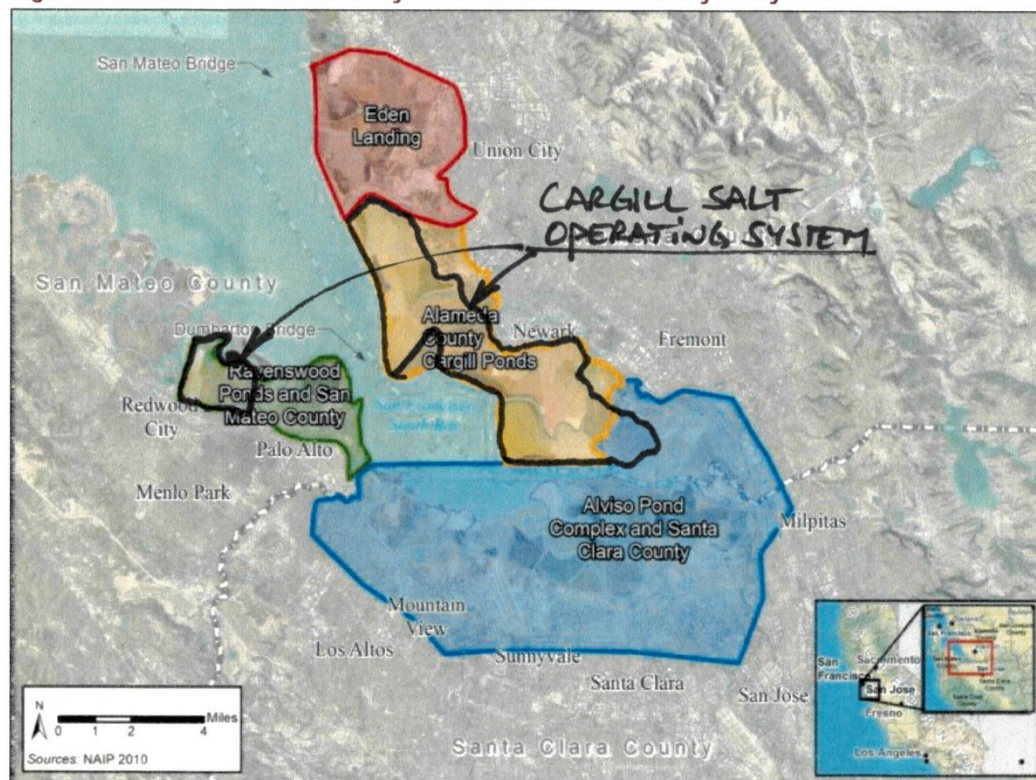 San Mateo Bridge
Eden
Landing
Union City
CARGILL SALT
OPERATING SYSTEM
San Mateo County
Dumbarton Bridge
Alameda
County
Cargill Ponds
Newark
Fremont
Ravenswood
Ponds and San
Mateo County
Redwood
City
Palo Alto
Menlo Park
Alviso Pond
Complex and Santa
Clara County
Milpitas
Mountain
View
Los Altos
Sunnyvale
Santa Clara
San Jose
Santa Clara County
N
0 1 2 4 Miles
Sources: NAIP 2010
San
Francisco
Sacramento
San Jose
Fresno
Los Angeles